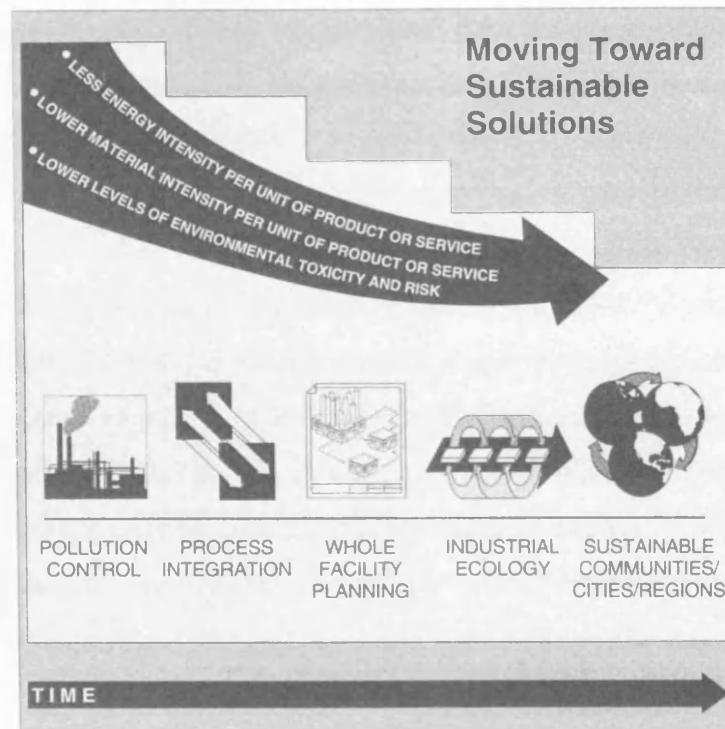 Moving Toward
Sustainable
Solutions
• LESS ENERGY INTENSITY PER UNIT OF PRODUCT OR SERVICE
• LOWER MATERIAL INTENSITY PER UNIT OF PRODUCT OR SERVICE
• LOWER LEVELS OF ENVIRONMENTAL TOXICITY AND RISK
POLLUTION
CONTROL
PROCESS
INTEGRATION
WHOLE
FACILITY
PLANNING
INDUSTRIAL
ECOLOGY
SUSTAINABLE
COMMUNITIES/
CITIES/REGIONS
TIME